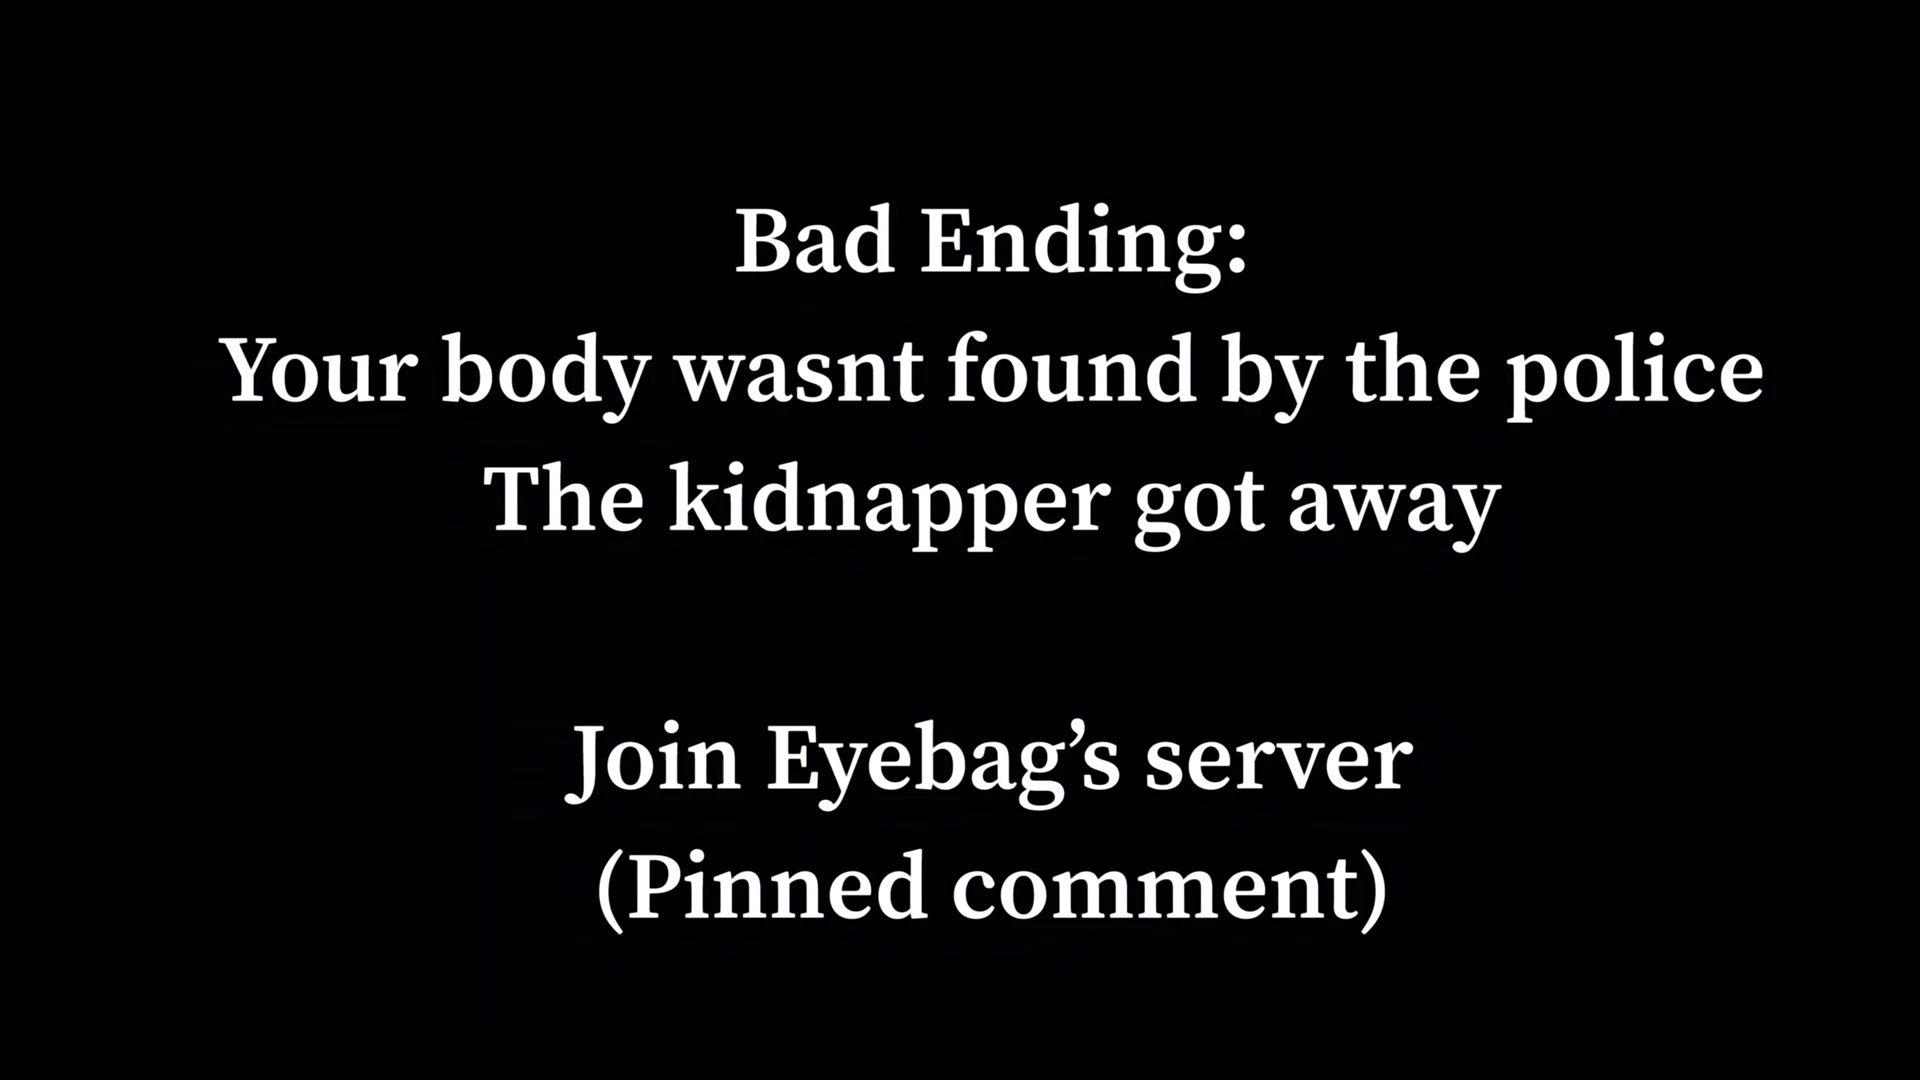 Bad Ending:
Your body wasnt found by the police
The kidnapper got away
Join Eyebag’s server
(Pinned comment)